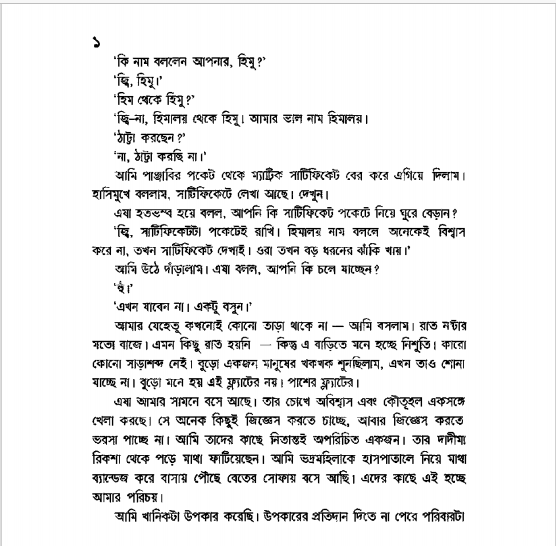 ১
‘কি নাম বললেন আপনার, হিমু?’
‘জ্বি, হিমু।’
‘হিম থেকে হিমু?’
‘জ্বি-না, হিমালয় থেকে হিমু। আমার ভাল নাম হিমালয়।
‘ঠাট্টা করছেন?’
‘না, ঠাট্টা করছি না।’
আমি পাঞ্জাবির পকেট থেকে ম্যাট্রিক সার্টিফিকেট বের করে এগিয়ে দিলাম।
হাসিমুখে বললাম, সার্টিফিকেটে লেখা আছে। দেখুন।
এষা হতভম্ব হয়ে বলল, আপনি কি সার্টিফিকেট পকেটে নিয়ে ঘুরে বেড়ান?
‘জ্বি, সার্টিফিকেটটা পকেটেই রাখি। হিমালয় নাম বললে অনেকেই বিশ্বাস
করে না, তখন সার্টিফিকেট দেখাই। ওরা তখন বড় ধরনের ঝাঁকি খায়।’
আমি উঠে দাঁড়ালাম। এষা বলল, আপনি কি চলে যাচ্ছেন?
‘হুঁ।’
‘এখন যাবেন না। একটু বসুন।’
আমার যেহেতু কখনোই কোনো তাড়া থাকে না — আমি বসলাম। রাত নটার
মতো বাজে। এমন কিছু রাত হয়নি — কিন্তু এ বাড়িতে মনে হচ্ছে নিশুতি। কারো
কোনো সাড়াশব্দ নেই। বুড়ো একজন মানুষের খকখক শুনছিলাম, এখন তাও শোনা
যাচ্ছে না। বুড়ো মনে হয় এই ফ্ল্যাটের নয়। পাশের ফ্ল্যাটের।
এষা আমার সামনে বসে আছে। তার চোখে অবিশ্বাস এবং কৌতূহল একসঙ্গে
খেলা করছে। সে অনেক কিছুই জিজ্ঞেস করতে চাচ্ছে, আবার জিজ্ঞেস করতে
ভরসা পাচ্ছে না। আমি তাদের কাছে নিতান্তই অপরিচিত একজন। তার দাদীমা
রিকশা থেকে পড়ে মাথা ফাটিয়েছেন। আমি ভদ্রমহিলাকে হাসপাতালে নিয়ে মাথা
ব্যান্ডেজ করে বাসায় পৌঁছে বেতের সোফায় বসে আছি। এদের কাছে এই হচ্ছে
আমার পরিচয়।
আমি খানিকটা উপকার করেছি। উপকারের প্রতিদান দিতে না পেরে পরিবারটা